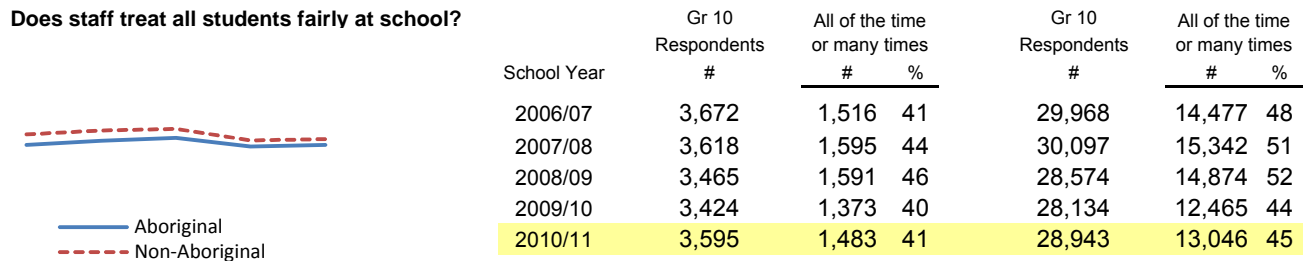 Does staff treat all students fairly at school?
Gr 10 All of the time Gr 10 All of the time
Respondents or many times Respondents or many times
School Year # # % # # %
2006/07 3,672 1,516 41 29,968 14,477 48
2007/08 3,618 1,595 44 30,097 15,342 51
2008/09 3,465 1,591 46 28,574 14,874 52
2009/10 3,424 1,373 40 28,134 12,465 44
2010/11 3,595 1,483 41 28,943 13,046 45
Aboriginal
Non-Aboriginal